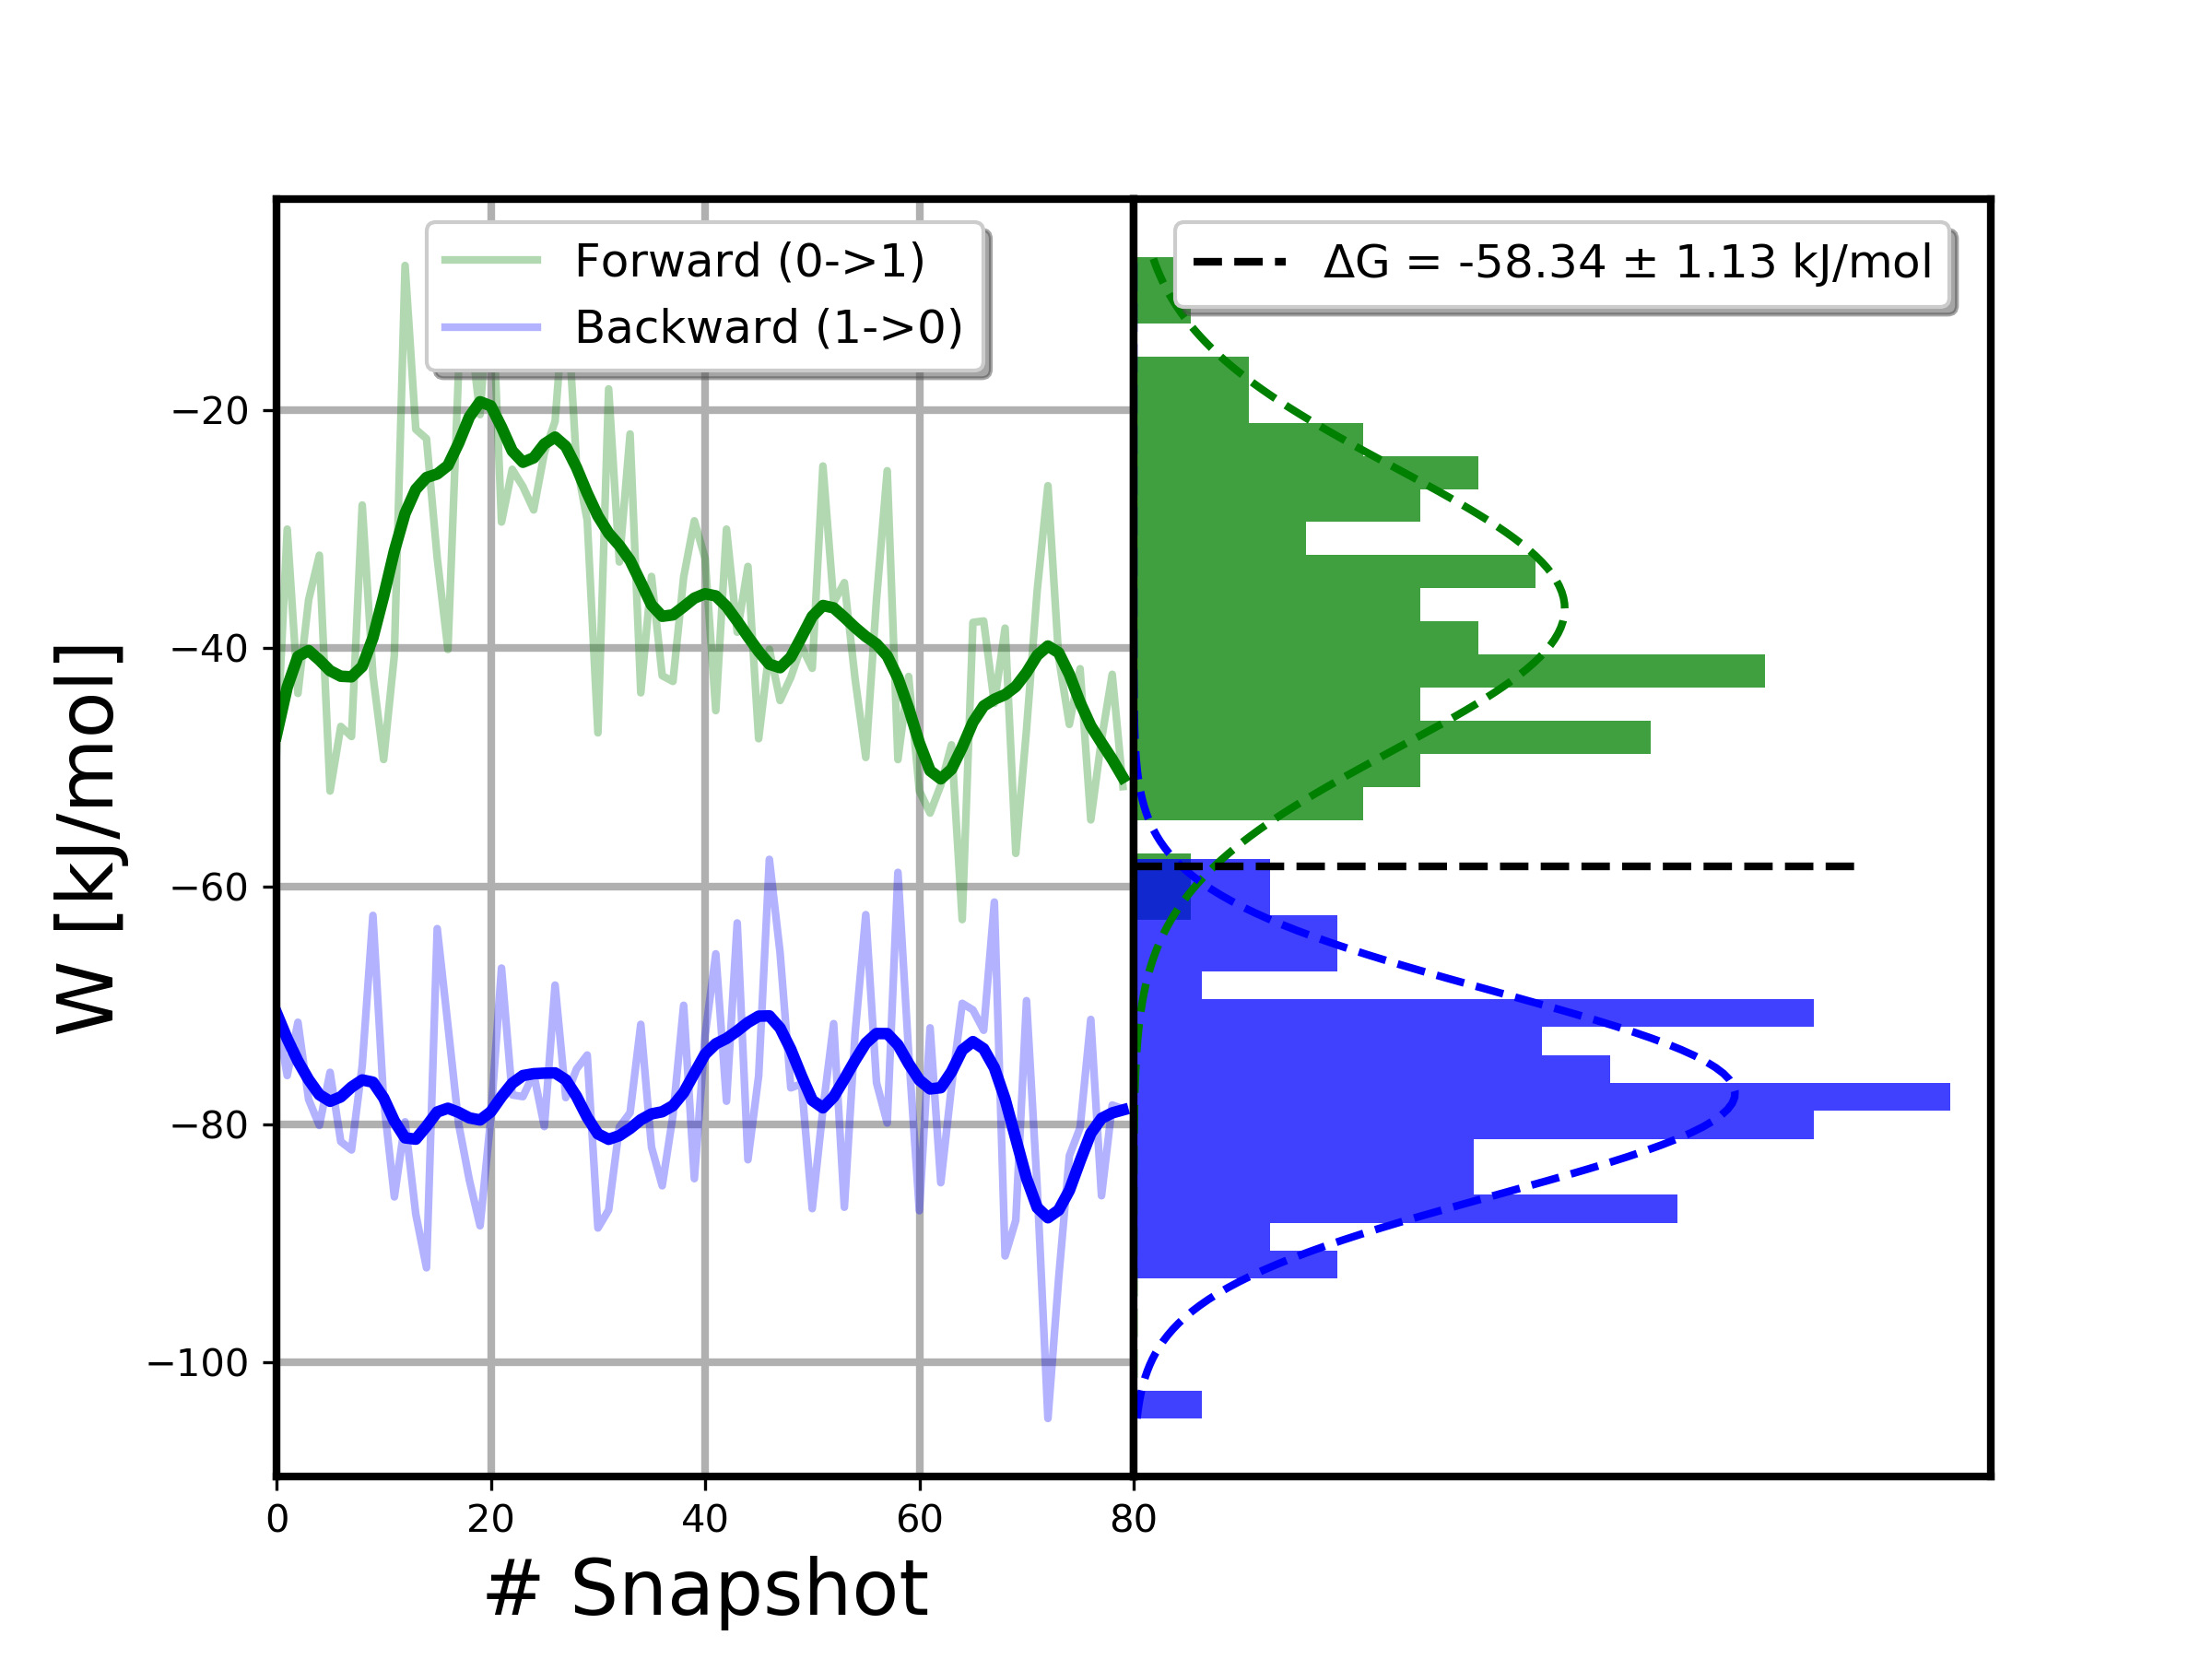 Forward (0->1)
Backward (1->0)
ΔG = -58.34 ± 1.13 kJ/mol
W [kJ/mol]
−20
−40
−60
−80
−100
0 20 40 60 80
# Snapshot